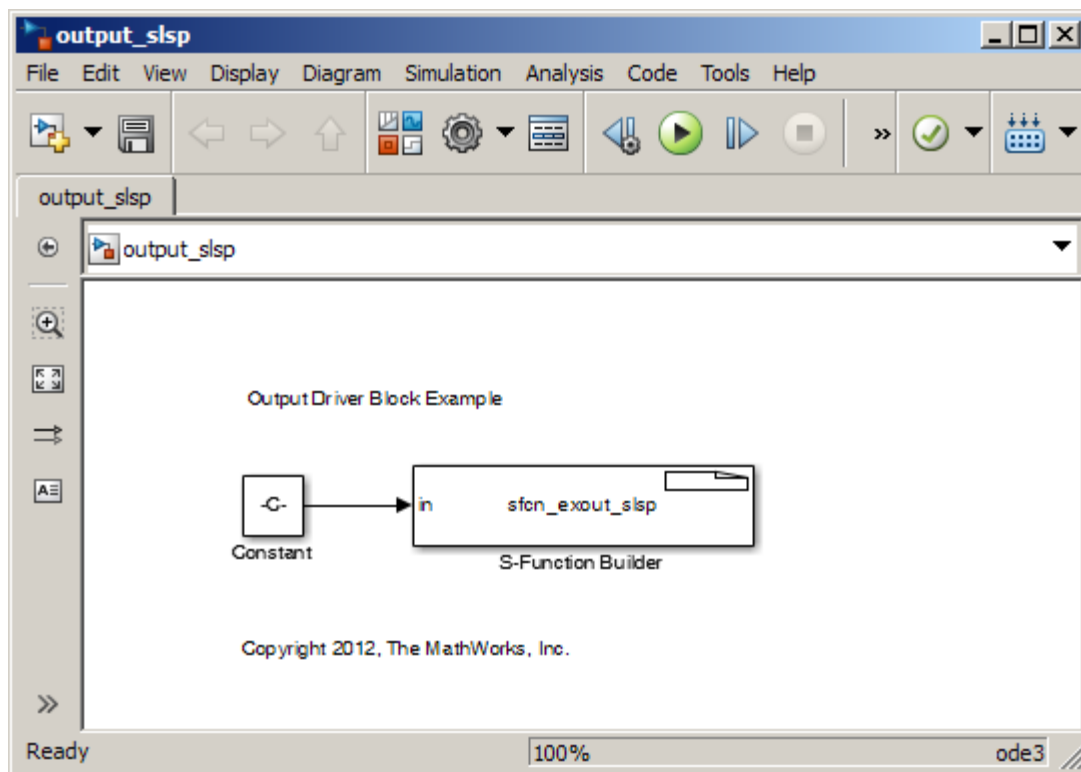 output_slsp
File Edit View Display Diagram Simulation Analysis Code Tools Help
»
output_slsp
output_slsp
Output Driver Block Example
-C-
in sfcn_exout_slsp
Constant
S-Function Builder
Copyright 2012, The MathWorks, Inc.
»
Ready 100% ode3